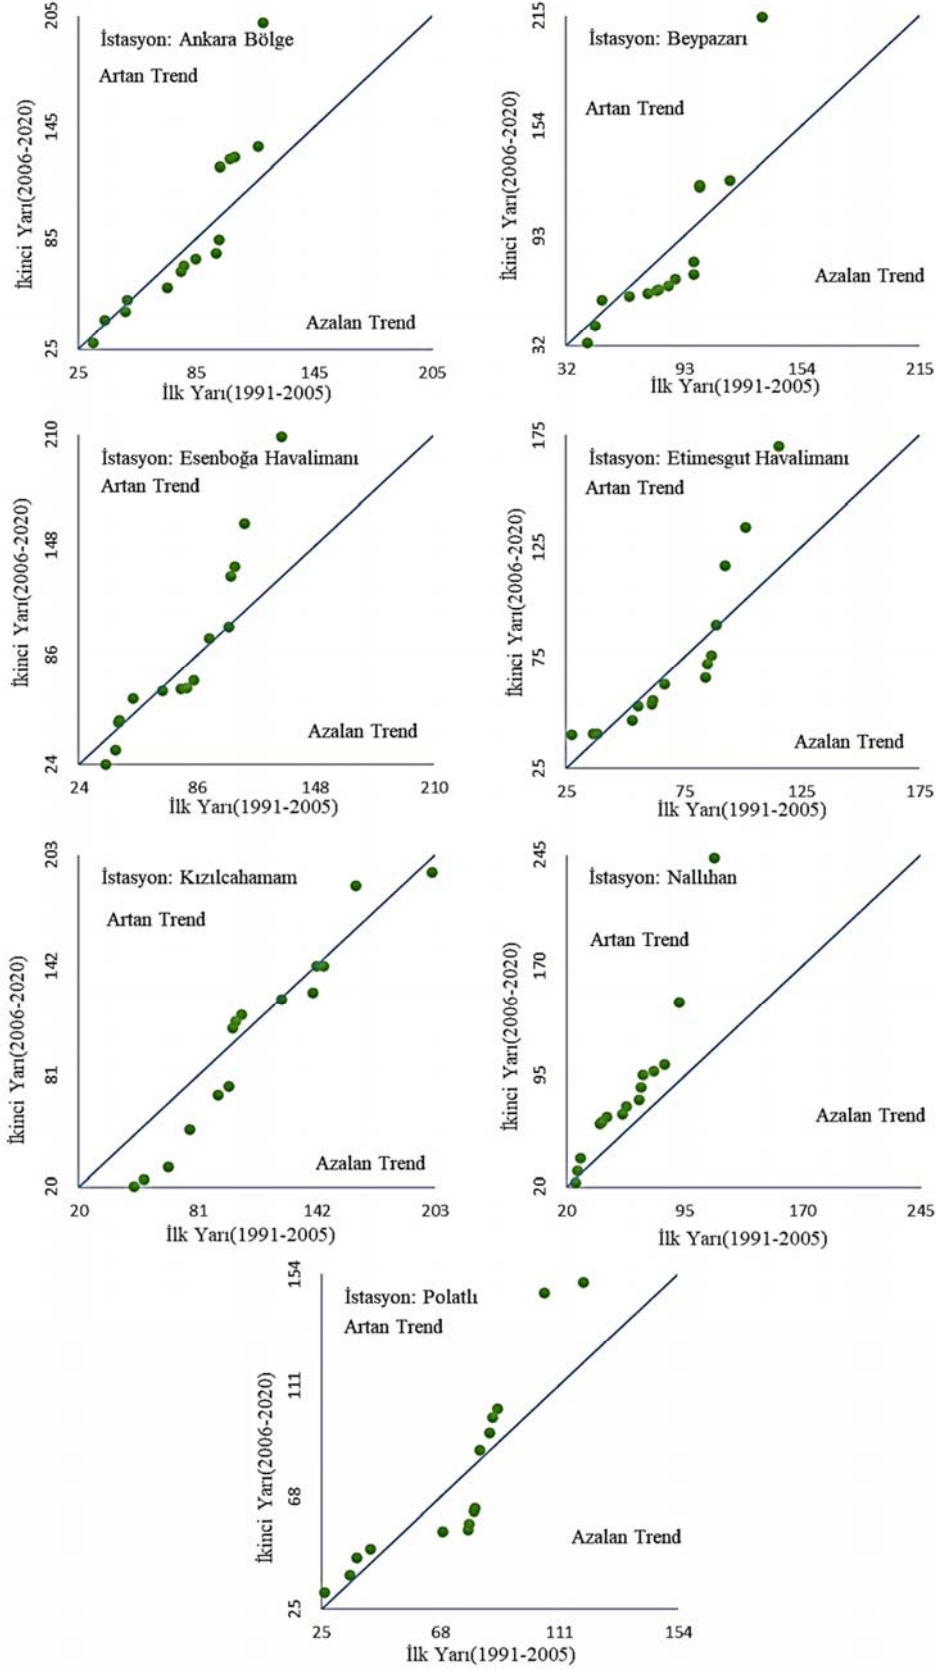 İstasyon: Ankara Bölge
Artan Trend
Azalan Trend
İkinci Yarı(2006-2020)
205
145
85
25
25 85 145 205
İlk Yarı(1991-2005)
İstasyon: Beypazarı
Artan Trend
Azalan Trend
İkinci Yarı(2006-2020)
215
154
93
32
32 93 154 215
İlk Yarı(1991-2005)
İstasyon: Esenboğa Havalimanı
Artan Trend
Azalan Trend
İkinci Yarı(2006-2020)
210
148
86
24
24 86 148 210
İlk Yarı(1991-2005)
İstasyon: Etimesgut Havalimanı
Artan Trend
Azalan Trend
İkinci Yarı(2006-2020)
175
125
75
25
25 75 125 175
İlk Yarı(1991-2005)
İstasyon: Kızılcahamam
Artan Trend
Azalan Trend
İkinci Yarı(2006-2020)
203
142
81
20
20 81 142 203
İlk Yarı(1991-2005)
İstasyon: Nallıhan
Artan Trend
Azalan Trend
İkinci Yarı(2006-2020)
245
170
95
20
20 95 170 245
İlk Yarı(1991-2005)
İstasyon: Polatlı
Artan Trend
Azalan Trend
İkinci Yarı(2006-2020)
154
111
68
25
25 68 111 154
İlk Yarı(1991-2005)